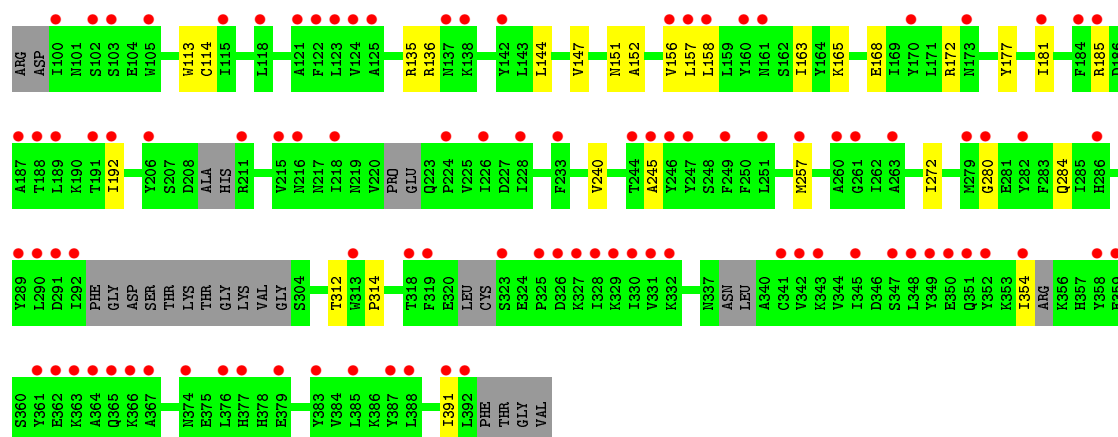 ARG ASP I100 N101 S102 S103 E104 W105 W113 C114 I115 L118 A121 F122 L123 V124 A125 R135 R136 N137 K138 Y142 L143 L144 V147 N151 A152 V156 L157 L158 L159 Y160 N161 S162 I163 Y164 K165 E168 I169 Y170 L171 R172 N173 Y177 I181 F184 R185 D186
A187 T188 L189 K190 T191 I192 Y206 S207 D208 ALA HIS R211 V215 N216 N217 I218 N219 V220 PRO GLU Q223 P224 V225 I226 D227 I228 F233 V240 T244 A245 Y246 Y247 S248 F249 F250 L251 M257 A260 G261 I262 A263 I272 M279 G280 E281 Y282 F283 Q284 I285 H286
Y289 L290 D291 I292 PHE GLY ASP SER THR LYS THR GLY LYS VAL GLY S304 T312 W313 P314 T318 F319 E320 LEU CYS S323 E324 P325 D326 K327 I328 K329 I330 V331 K332 N337 ASN LEU A340 C341 V342 K343 V344 I345 D346 S347 L348 Y349 E350 Q351 Y352 K353 I354 ARG K356 H357 Y358
S360 Y361 E362 K363 A364 Q365 K366 A367 N374 E375 L376 H377 H378 E379 Y383 V384 L385 K386 Y387 L388 I391 L392 PHE THR GLY VAL